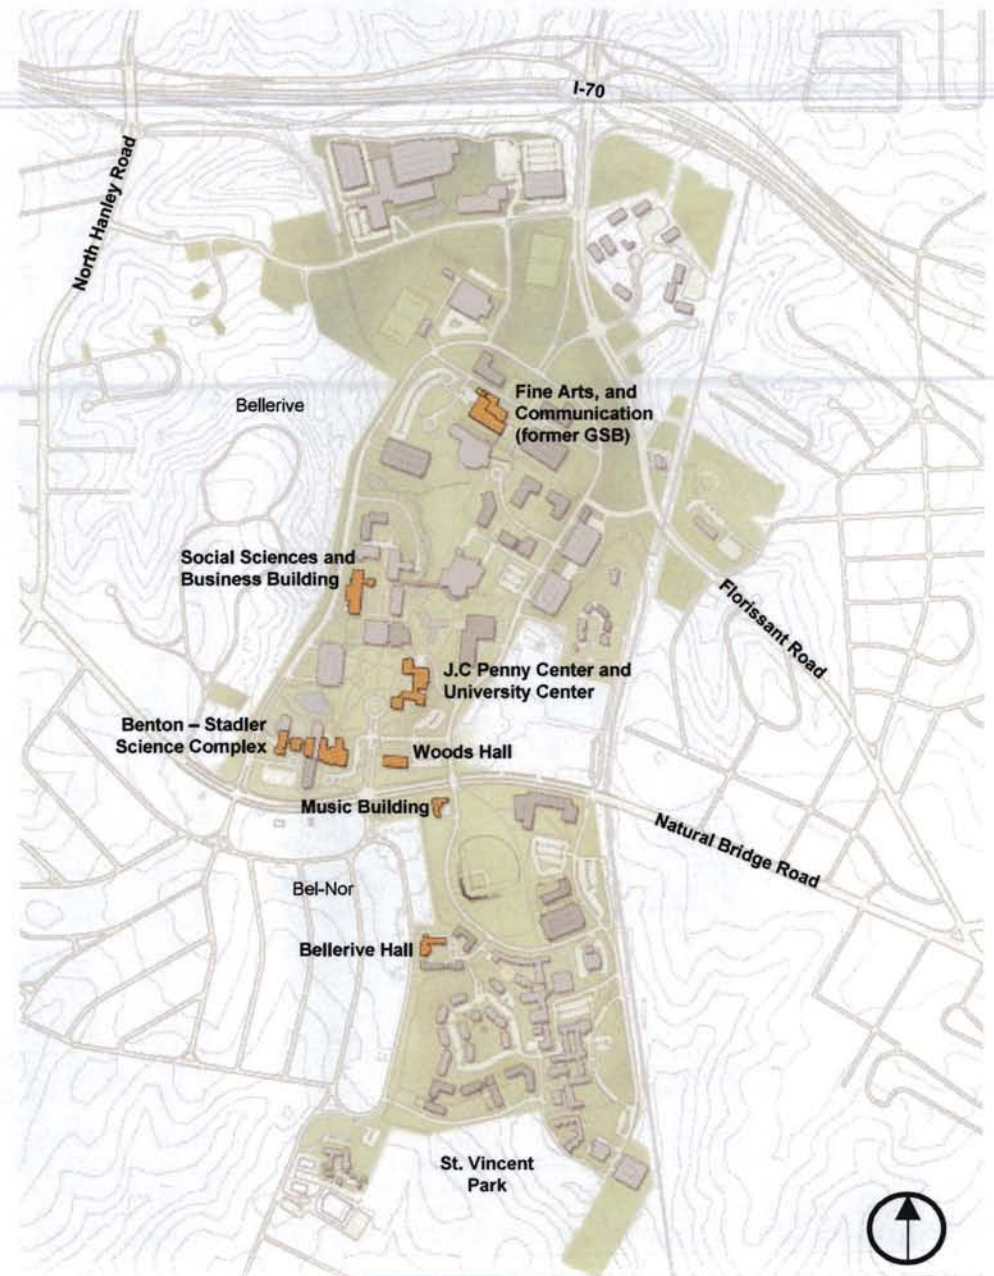 I-70
North Hanley Road
Fine Arts, and
Communication
(former GSB)
Bellerive
Social Sciences and
Business Building
Florissant Road
J.C Penny Center and
University Center
Benton – Stadler
Science Complex
Woods Hall
Music Building
Natural Bridge Road
Bel-Nor
Bellerive Hall
St. Vincent
Park